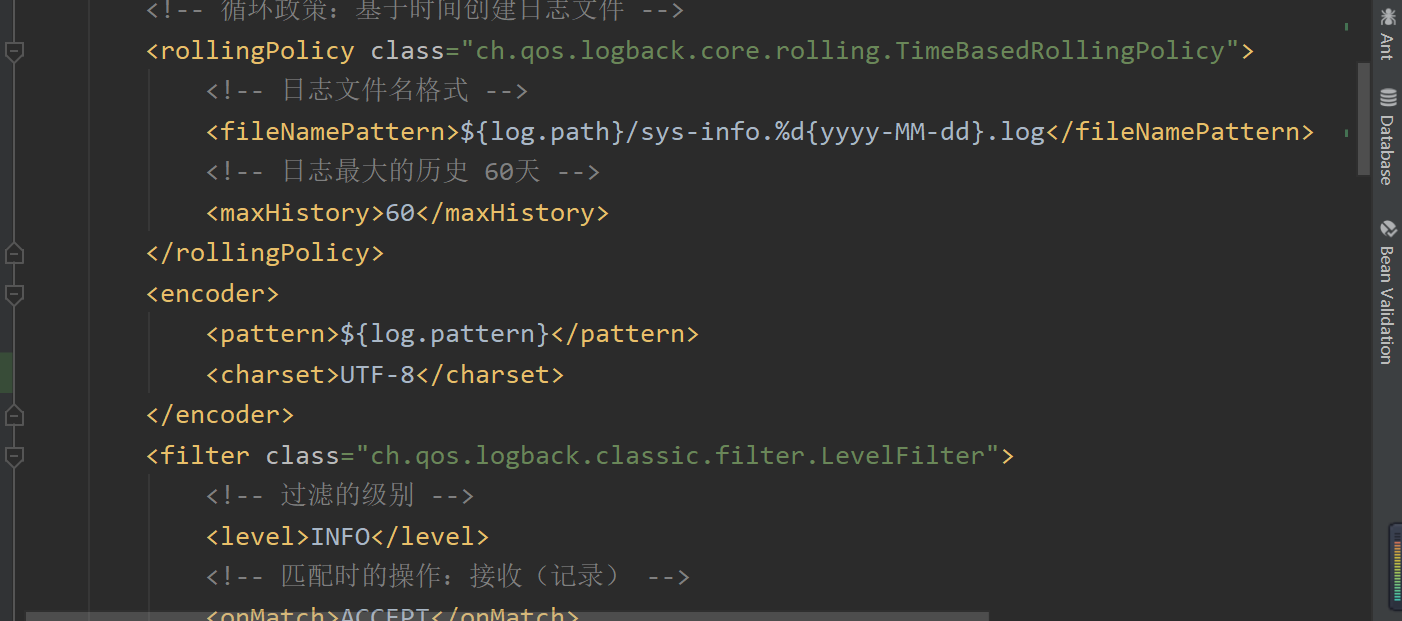 <!-- 循环政策：基于时间创建日志文件 -->
<rollingPolicy class="ch.qos.logback.core.rolling.TimeBasedRollingPolicy">
<!-- 日志文件名格式 -->
<fileNamePattern>${log.path}/sys-info.%d{yyyy-MM-dd}.log</fileNamePattern>
<!-- 日志最大的历史 60天 -->
<maxHistory>60</maxHistory>
</rollingPolicy>
<encoder>
<pattern>${log.pattern}</pattern>
<charset>UTF-8</charset>
</encoder>
<filter class="ch.qos.logback.classic.filter.LevelFilter">
<!-- 过滤的级别 -->
<level>INFO</level>
<!-- 匹配时的操作：接收（记录） -->
<onMatch>ACCEPT</onMatch>
Ant
Database
Bean Validation